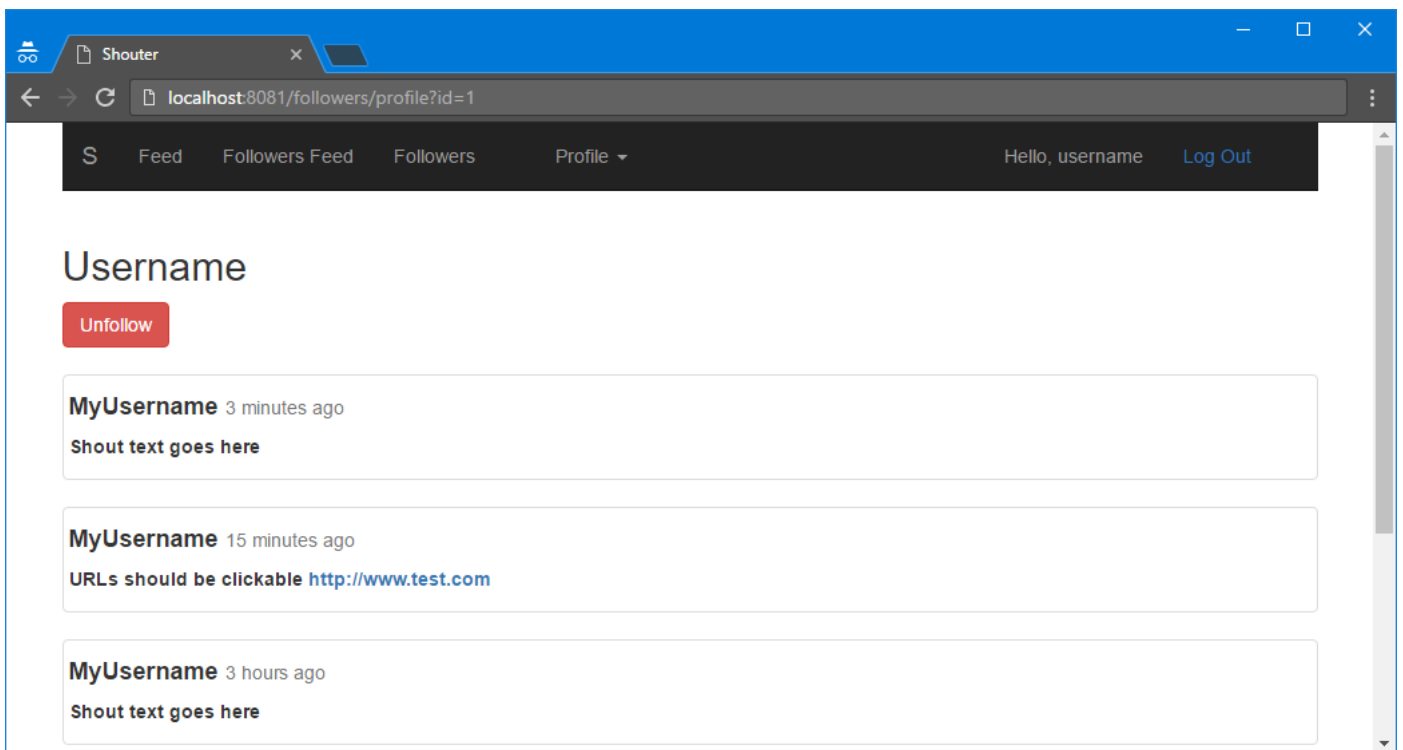 Shouter
localhost:8081/followers/profile?id=1
S Feed Followers Feed Followers Profile Hello, username Log Out
Username
Unfollow
MyUsername 3 minutes ago
Shout text goes here
MyUsername 15 minutes ago
URLs should be clickable http://www.test.com
MyUsername 3 hours ago
Shout text goes here